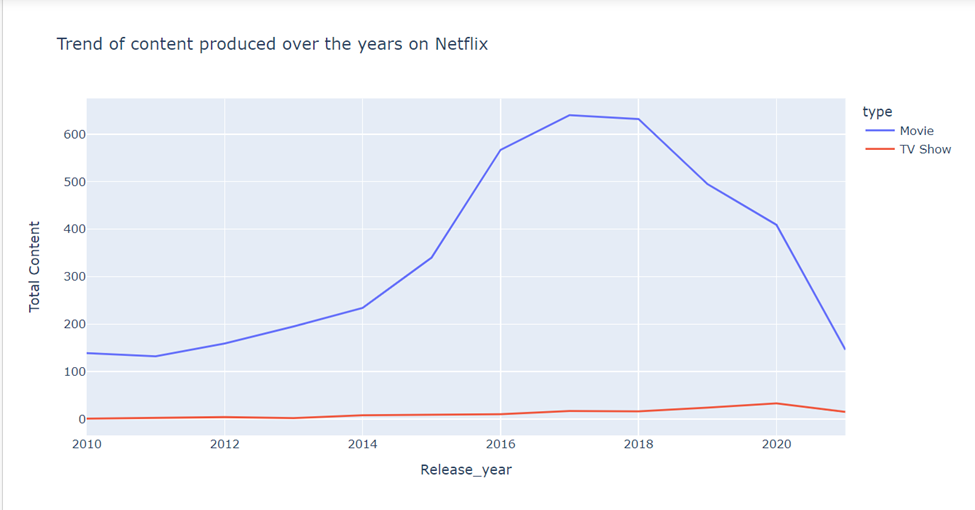 Trend of content produced over the years on Netflix
type
Movie
TV Show
600
500
400
300
200
100
0
Total Content
2010 2012 2014 2016 2018 2020
Release_year